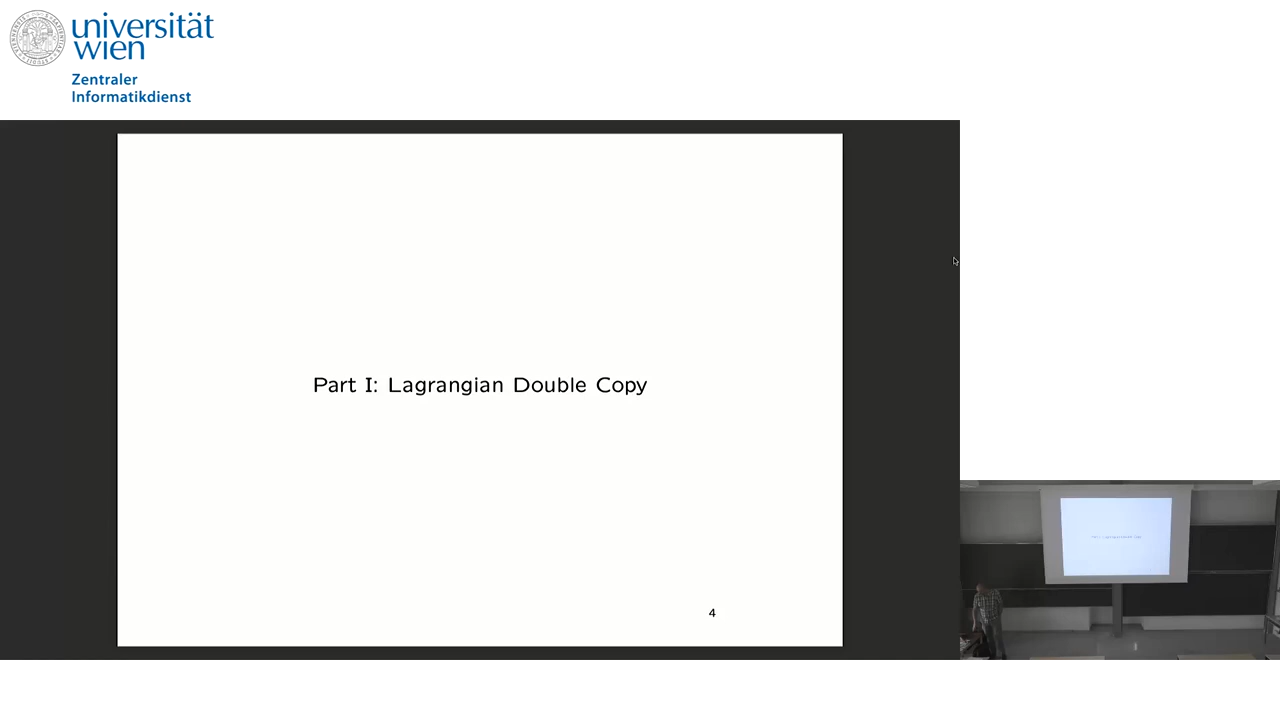 universität
wien
Zentraler
Informatikdienst
Part I: Lagrangian Double Copy
4